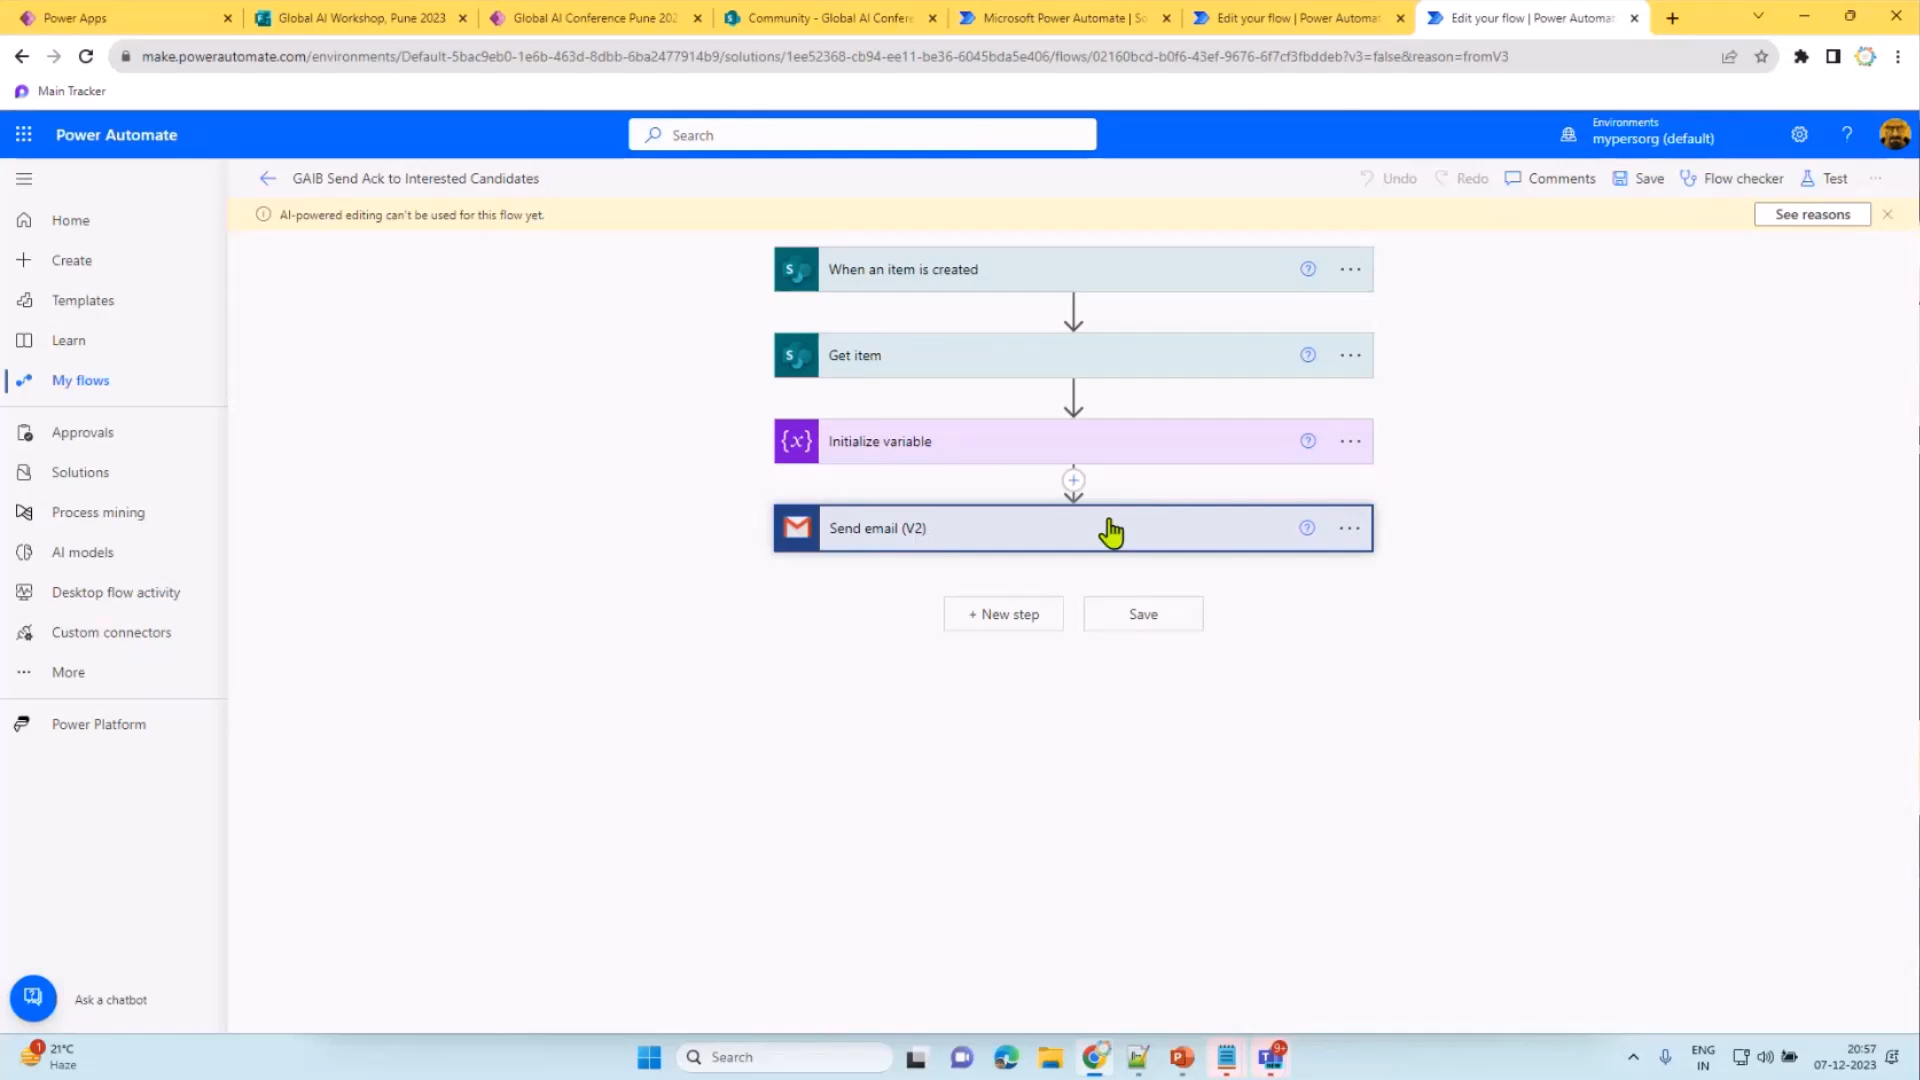 Power Apps
Global AI Workshop, Pune 2023
Global AI Conference Pune 202
Community - Global AI Confere
Microsoft Power Automate | So
Edit your flow | Power Automat
Edit your flow | Power Automat
make.powerautomate.com/environments/Default-5bac9eb0-1e6b-463d-8dbb-6ba2477914b9/solutions/1ee52368-cb94-ee11-be36-6045bda5e406/flows/02160bcd-b0f6-43ef-9676-6f7cf3fbddeb?v3=false&reason=fromV3
Main Tracker
Power Automate
Search
Environments
mypersorg (default)
GAIB Send Ack to Interested Candidates
Undo
Redo
Comments
Save
Flow checker
Test
AI-powered editing can't be used for this flow yet.
See reasons
Home
Create
Templates
Learn
My flows
Approvals
Solutions
Process mining
AI models
Desktop flow activity
Custom connectors
More
Power Platform
Ask a chatbot
When an item is created
Get item
{x} Initialize variable
Send email (V2)
+ New step
Save
1
21°C
Haze
Search
9+
NEW
ENG
IN
20:57
07-12-2023